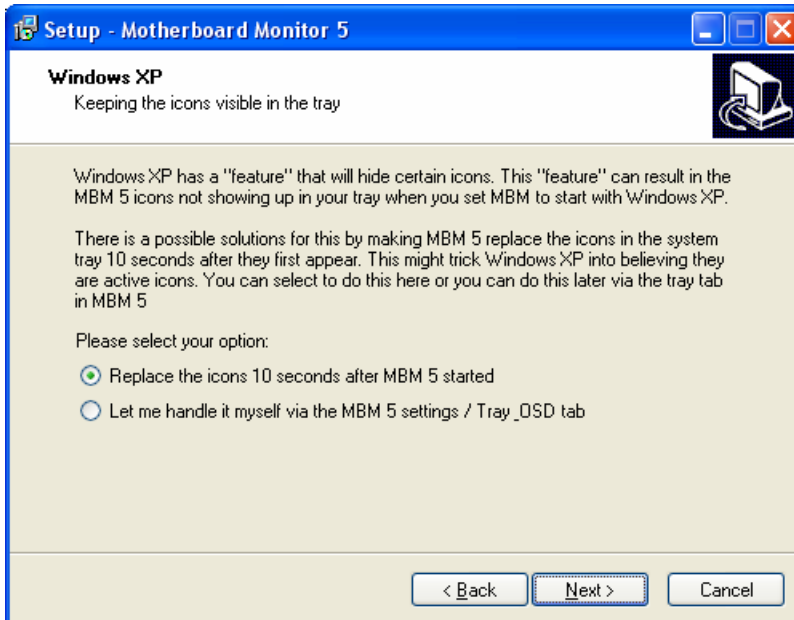 Setup - Motherboard Monitor 5
Windows XP
Keeping the icons visible in the tray
Windows XP has a "feature" that will hide certain icons. This "feature" can result in the
MBM 5 icons not showing up in your tray when you set MBM to start with Windows XP.
There is a possible solutions for this by making MBM 5 replace the icons in the system
tray 10 seconds after they first appear. This might trick Windows XP into believing they
are active icons. You can select to do this here or you can do this later via the tray tab
in MBM 5
Please select your option:
Replace the icons 10 seconds after MBM 5 started
Let me handle it myself via the MBM 5 settings / Tray_OSD tab
< Back
Next >
Cancel